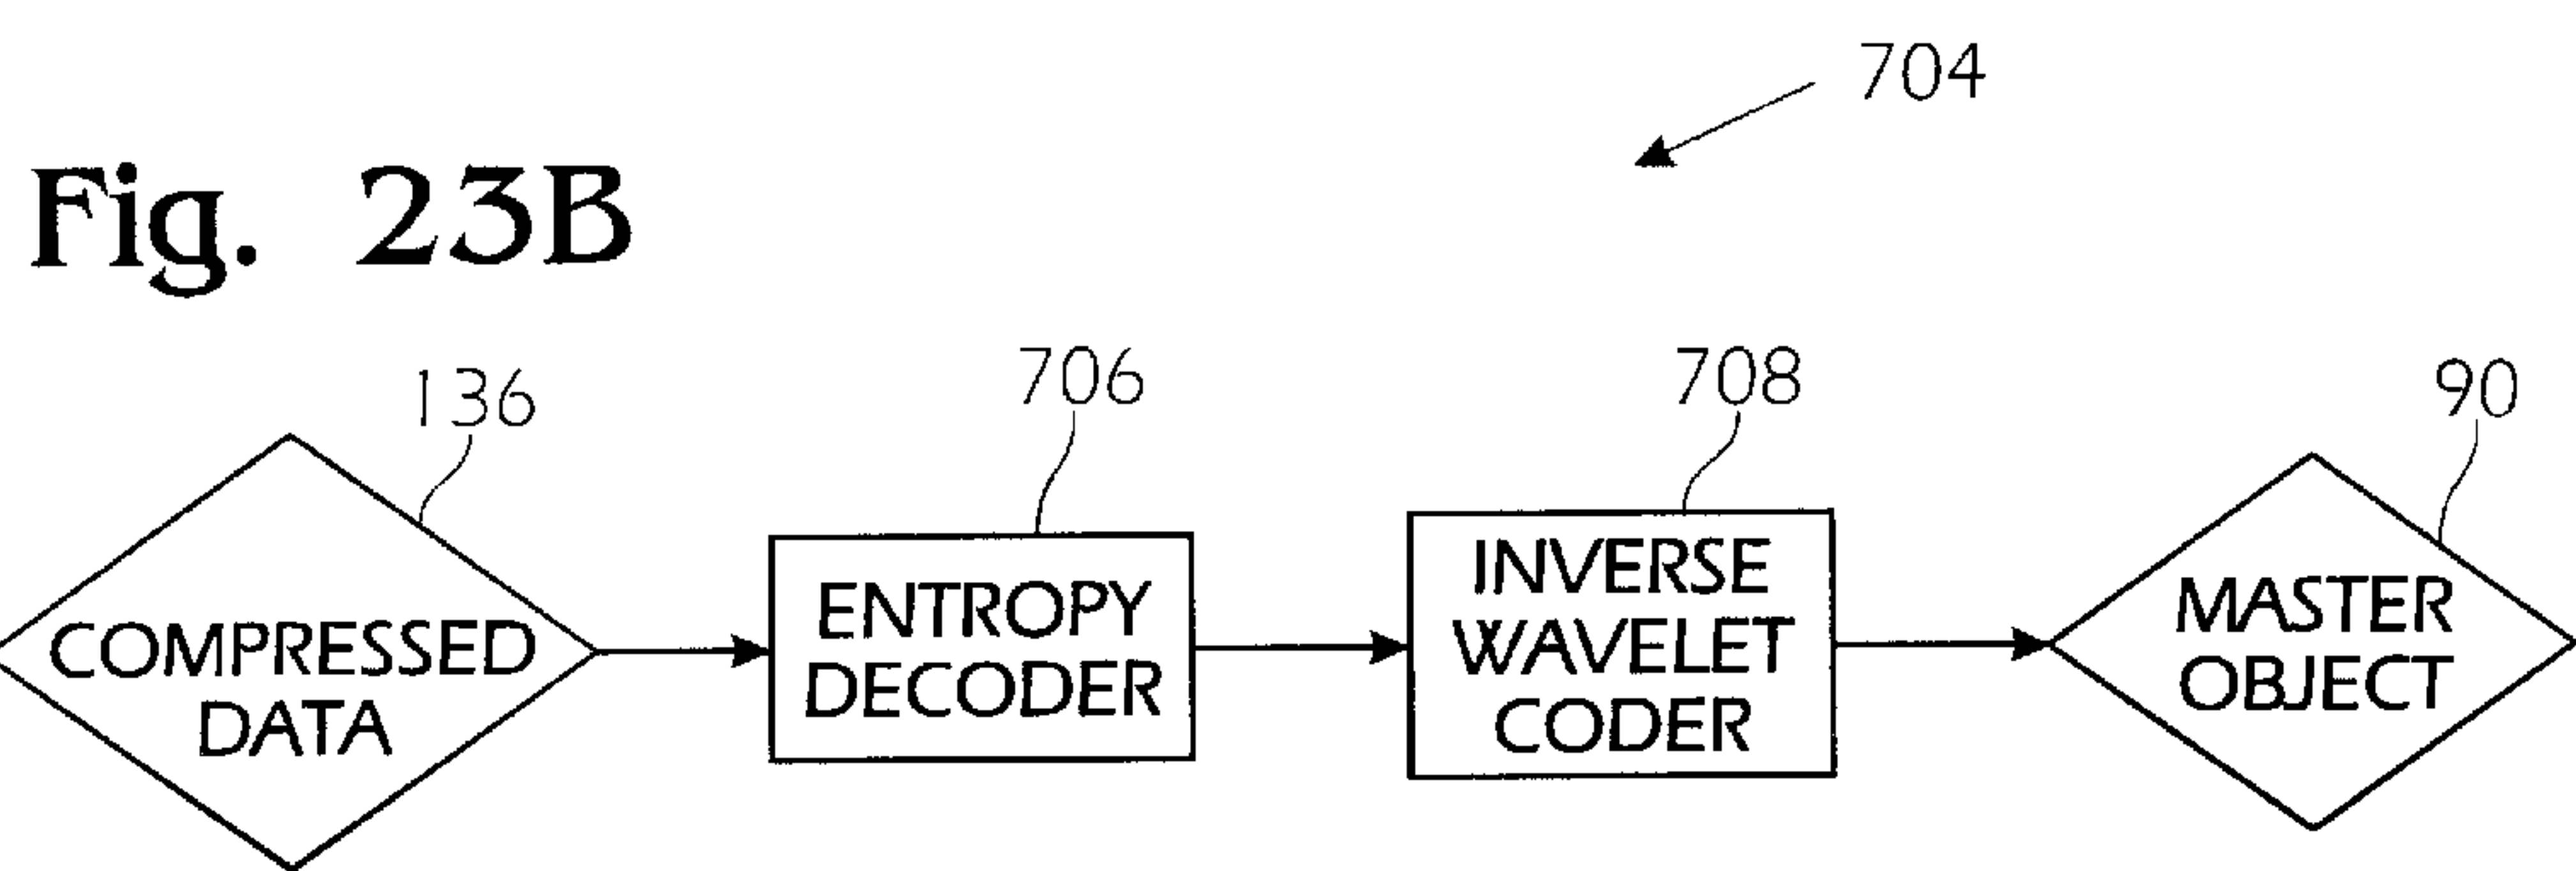 704
Fig. 23B
136
706
708
90
COMPRESSED
DATA
ENTROPY
DECODER
INVERSE
WAVELET
CODER
MASTER
OBJECT